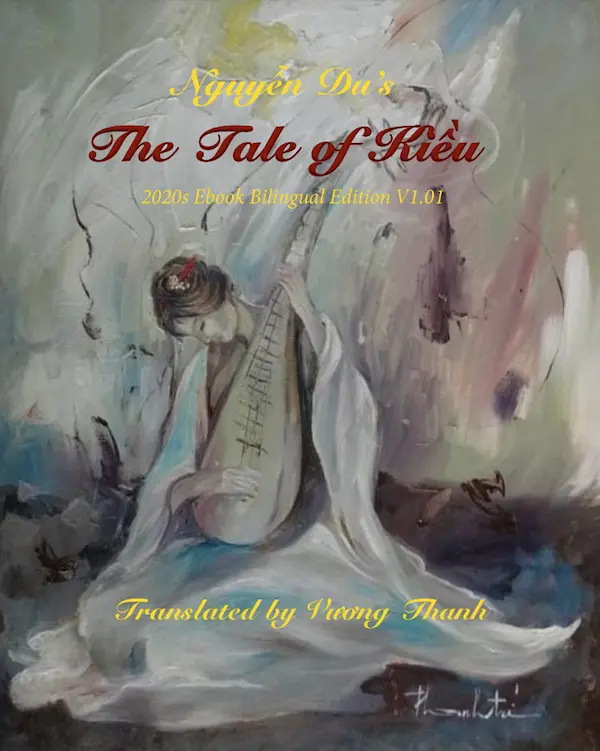 Nguyễn Du's
The Tale of Kiều
2020s Ebook Bilingual Edition V1.01
Translated by Vương Thanh